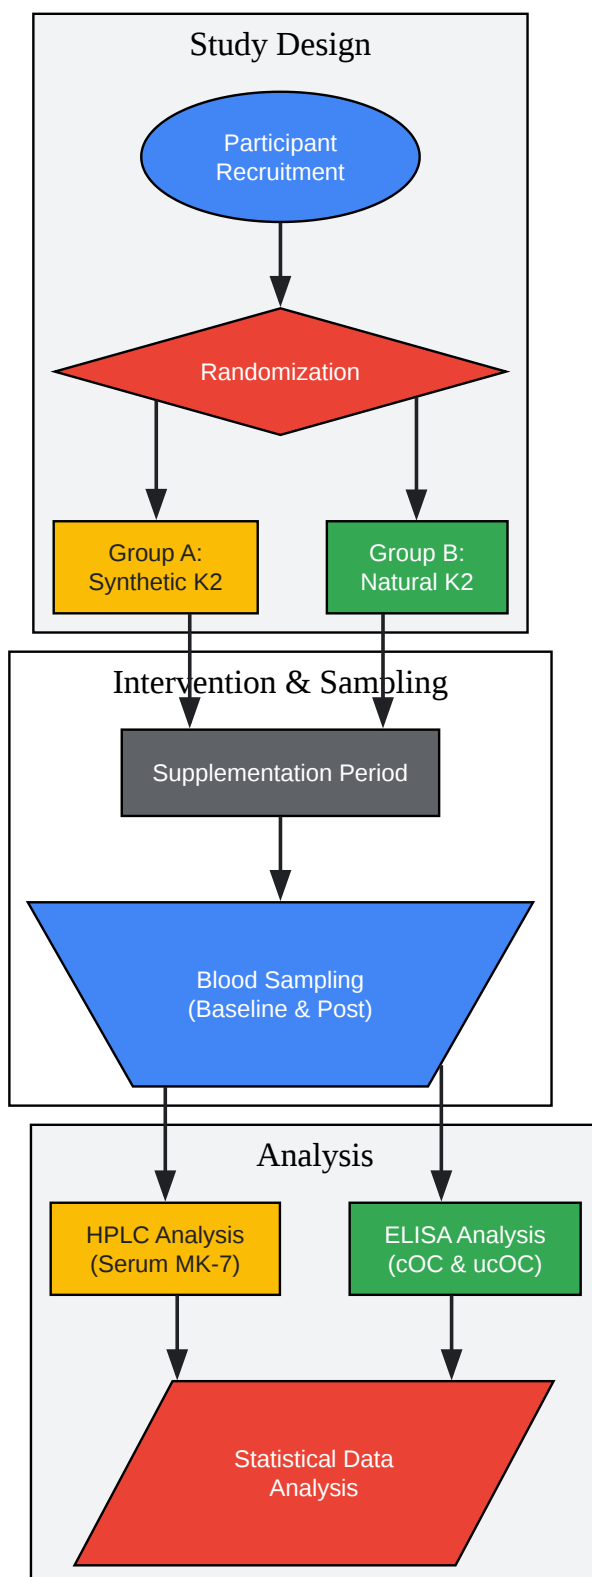 Study Design
Participant
Recruitment
Randomization
Group A:
Synthetic K2
Group B:
Natural K2
Intervention & Sampling
Supplementation Period
Blood Sampling
(Baseline & Post)
Analysis
HPLC Analysis
(Serum MK-7)
ELISA Analysis
(cOC & ucOC)
Statistical Data
Analysis